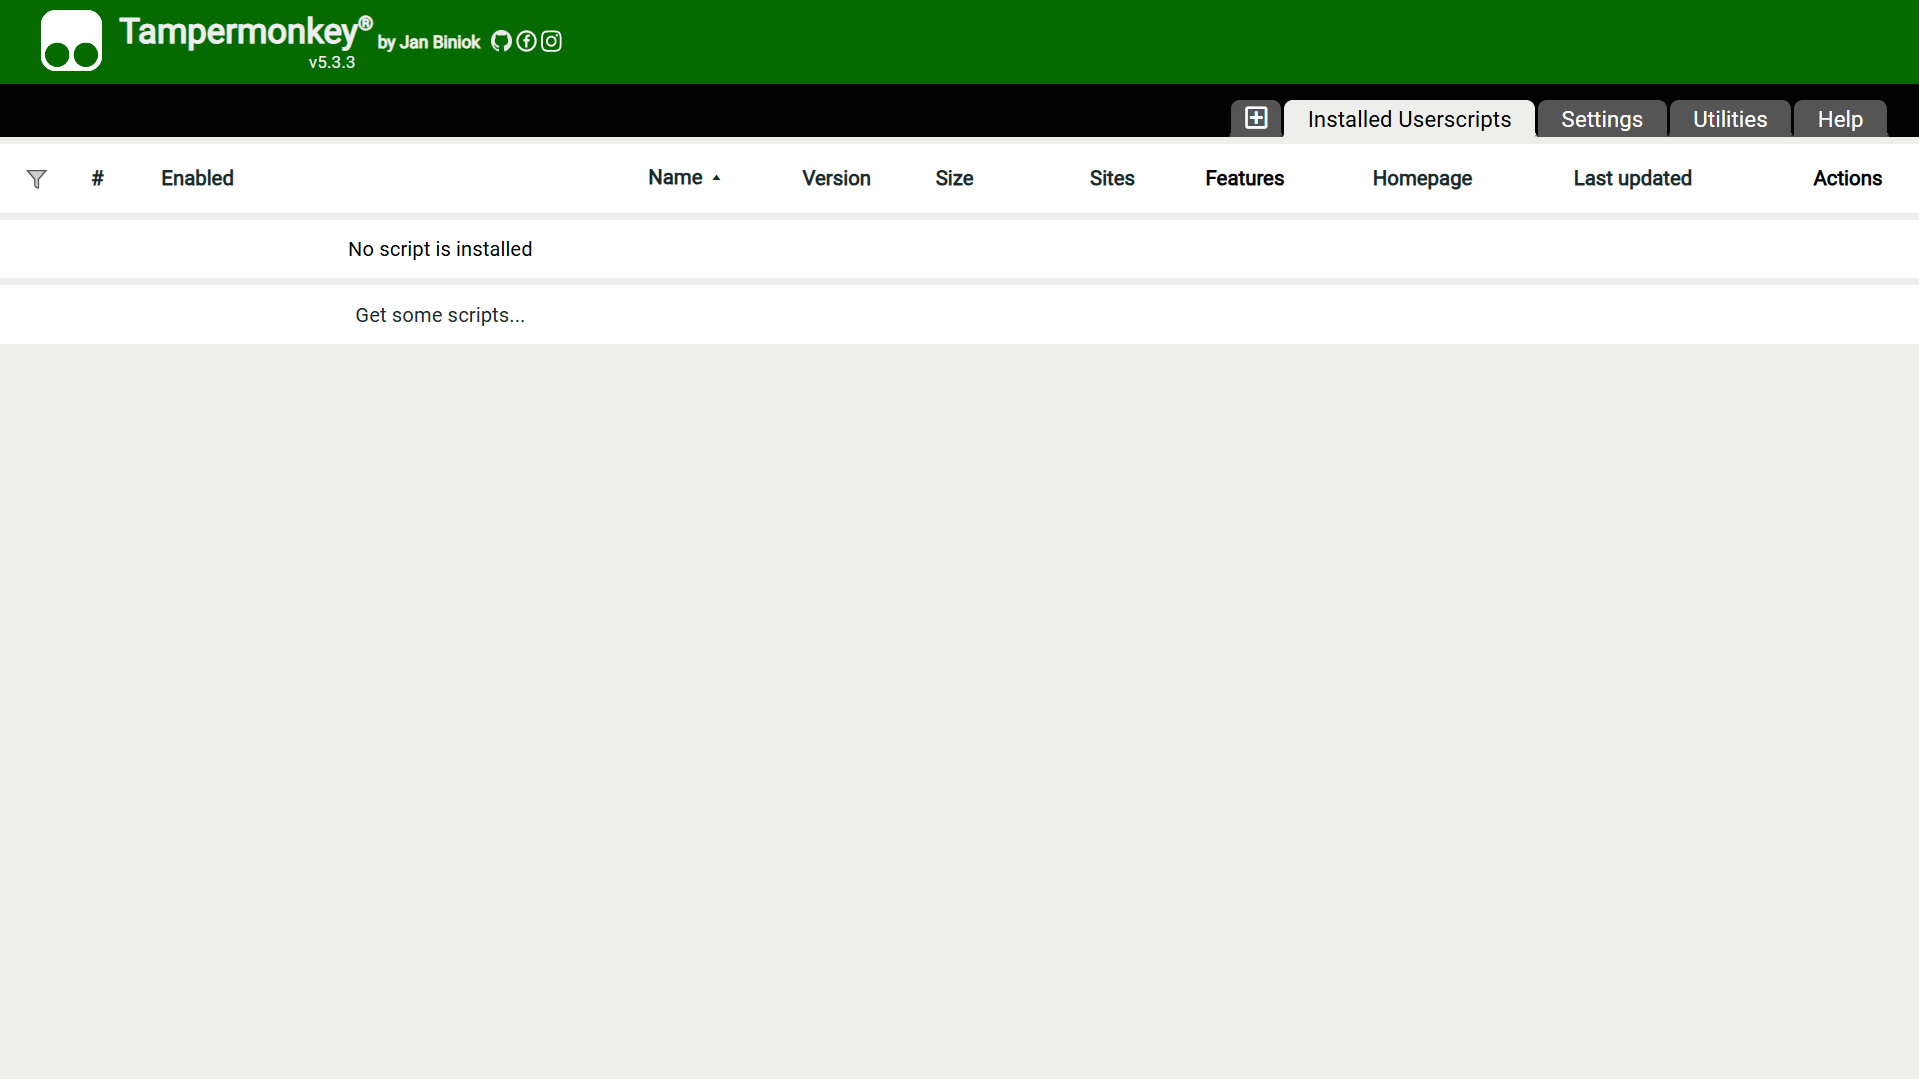 Tampermonkey® by Jan Biniok
v5.3.3
Installed Userscripts Settings Utilities Help
# Enabled Name Version Size Sites Features Homepage Last updated Actions
No script is installed
Get some scripts...